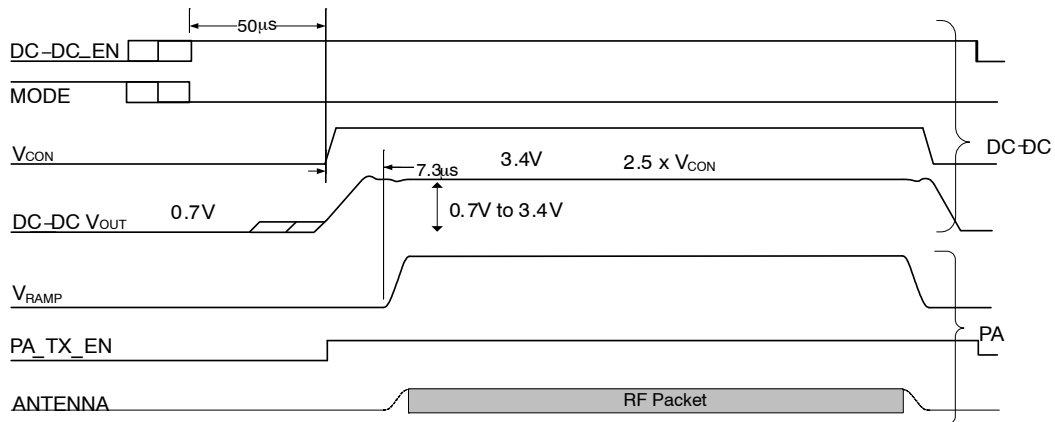 50µs
DC-DC_EN
MODE
VCON
7.3µs
3.4V
2.5 x VCON
DC-DC
0.7V
0.7V to 3.4V
DC-DC VOUT
VRAMP
PA_TX_EN
PA
ANTENNA
RF Packet